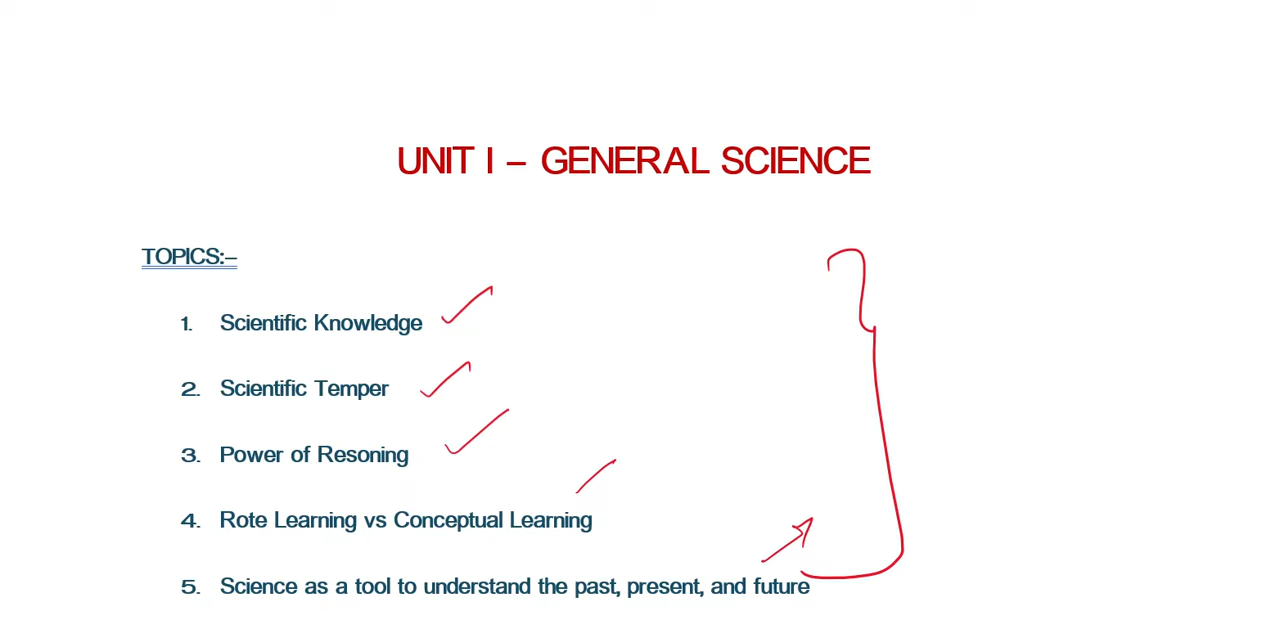 UNIT I – GENERAL SCIENCE
TOPICS:–
1. Scientific Knowledge
2. Scientific Temper
3. Power of Resoning
4. Rote Learning vs Conceptual Learning
5. Science as a tool to understand the past, present, and future